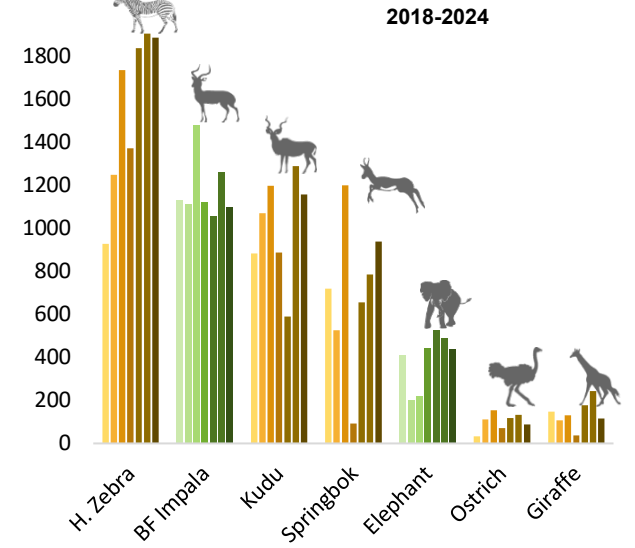 2018-2024
1800
1600
1400
1200
1000
800
600
400
200
0
H. Zebra
BF Impala
Kudu
Springbok
Elephant
Ostrich
Giraffe